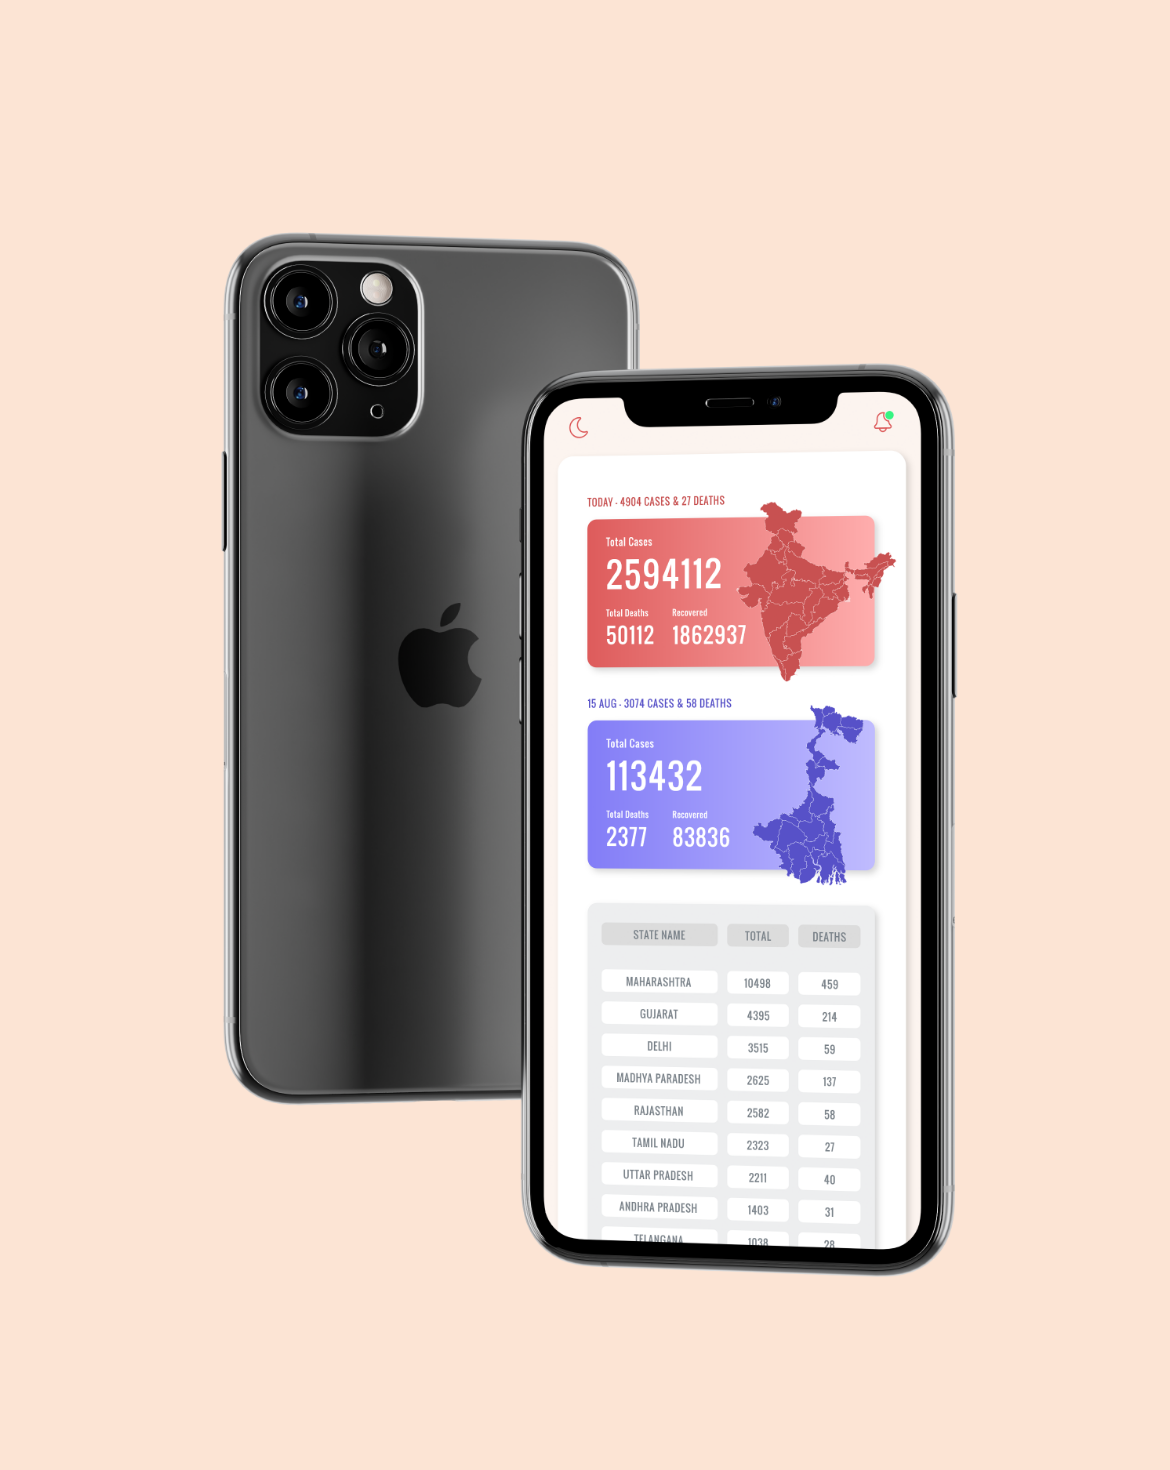 TODAY - 4904 CASES & 27 DEATHS
Total Cases
2594112
Total Deaths Recovered
50112 1862937
15 AUG - 3074 CASES & 58 DEATHS
Total Cases
113432
Total Deaths Recovered
2377 83836
STATE NAME TOTAL DEATHS
MAHARASHTRA 10498 459
GUJARAT 4395 214
DELHI 3515 59
MADHYA PARADESH 2625 137
RAJASTHAN 2582 58
TAMIL NADU 2323 27
UTTAR PRADESH 2211 40
ANDHRA PRADESH 1403 31
TELANGANA 1038 28